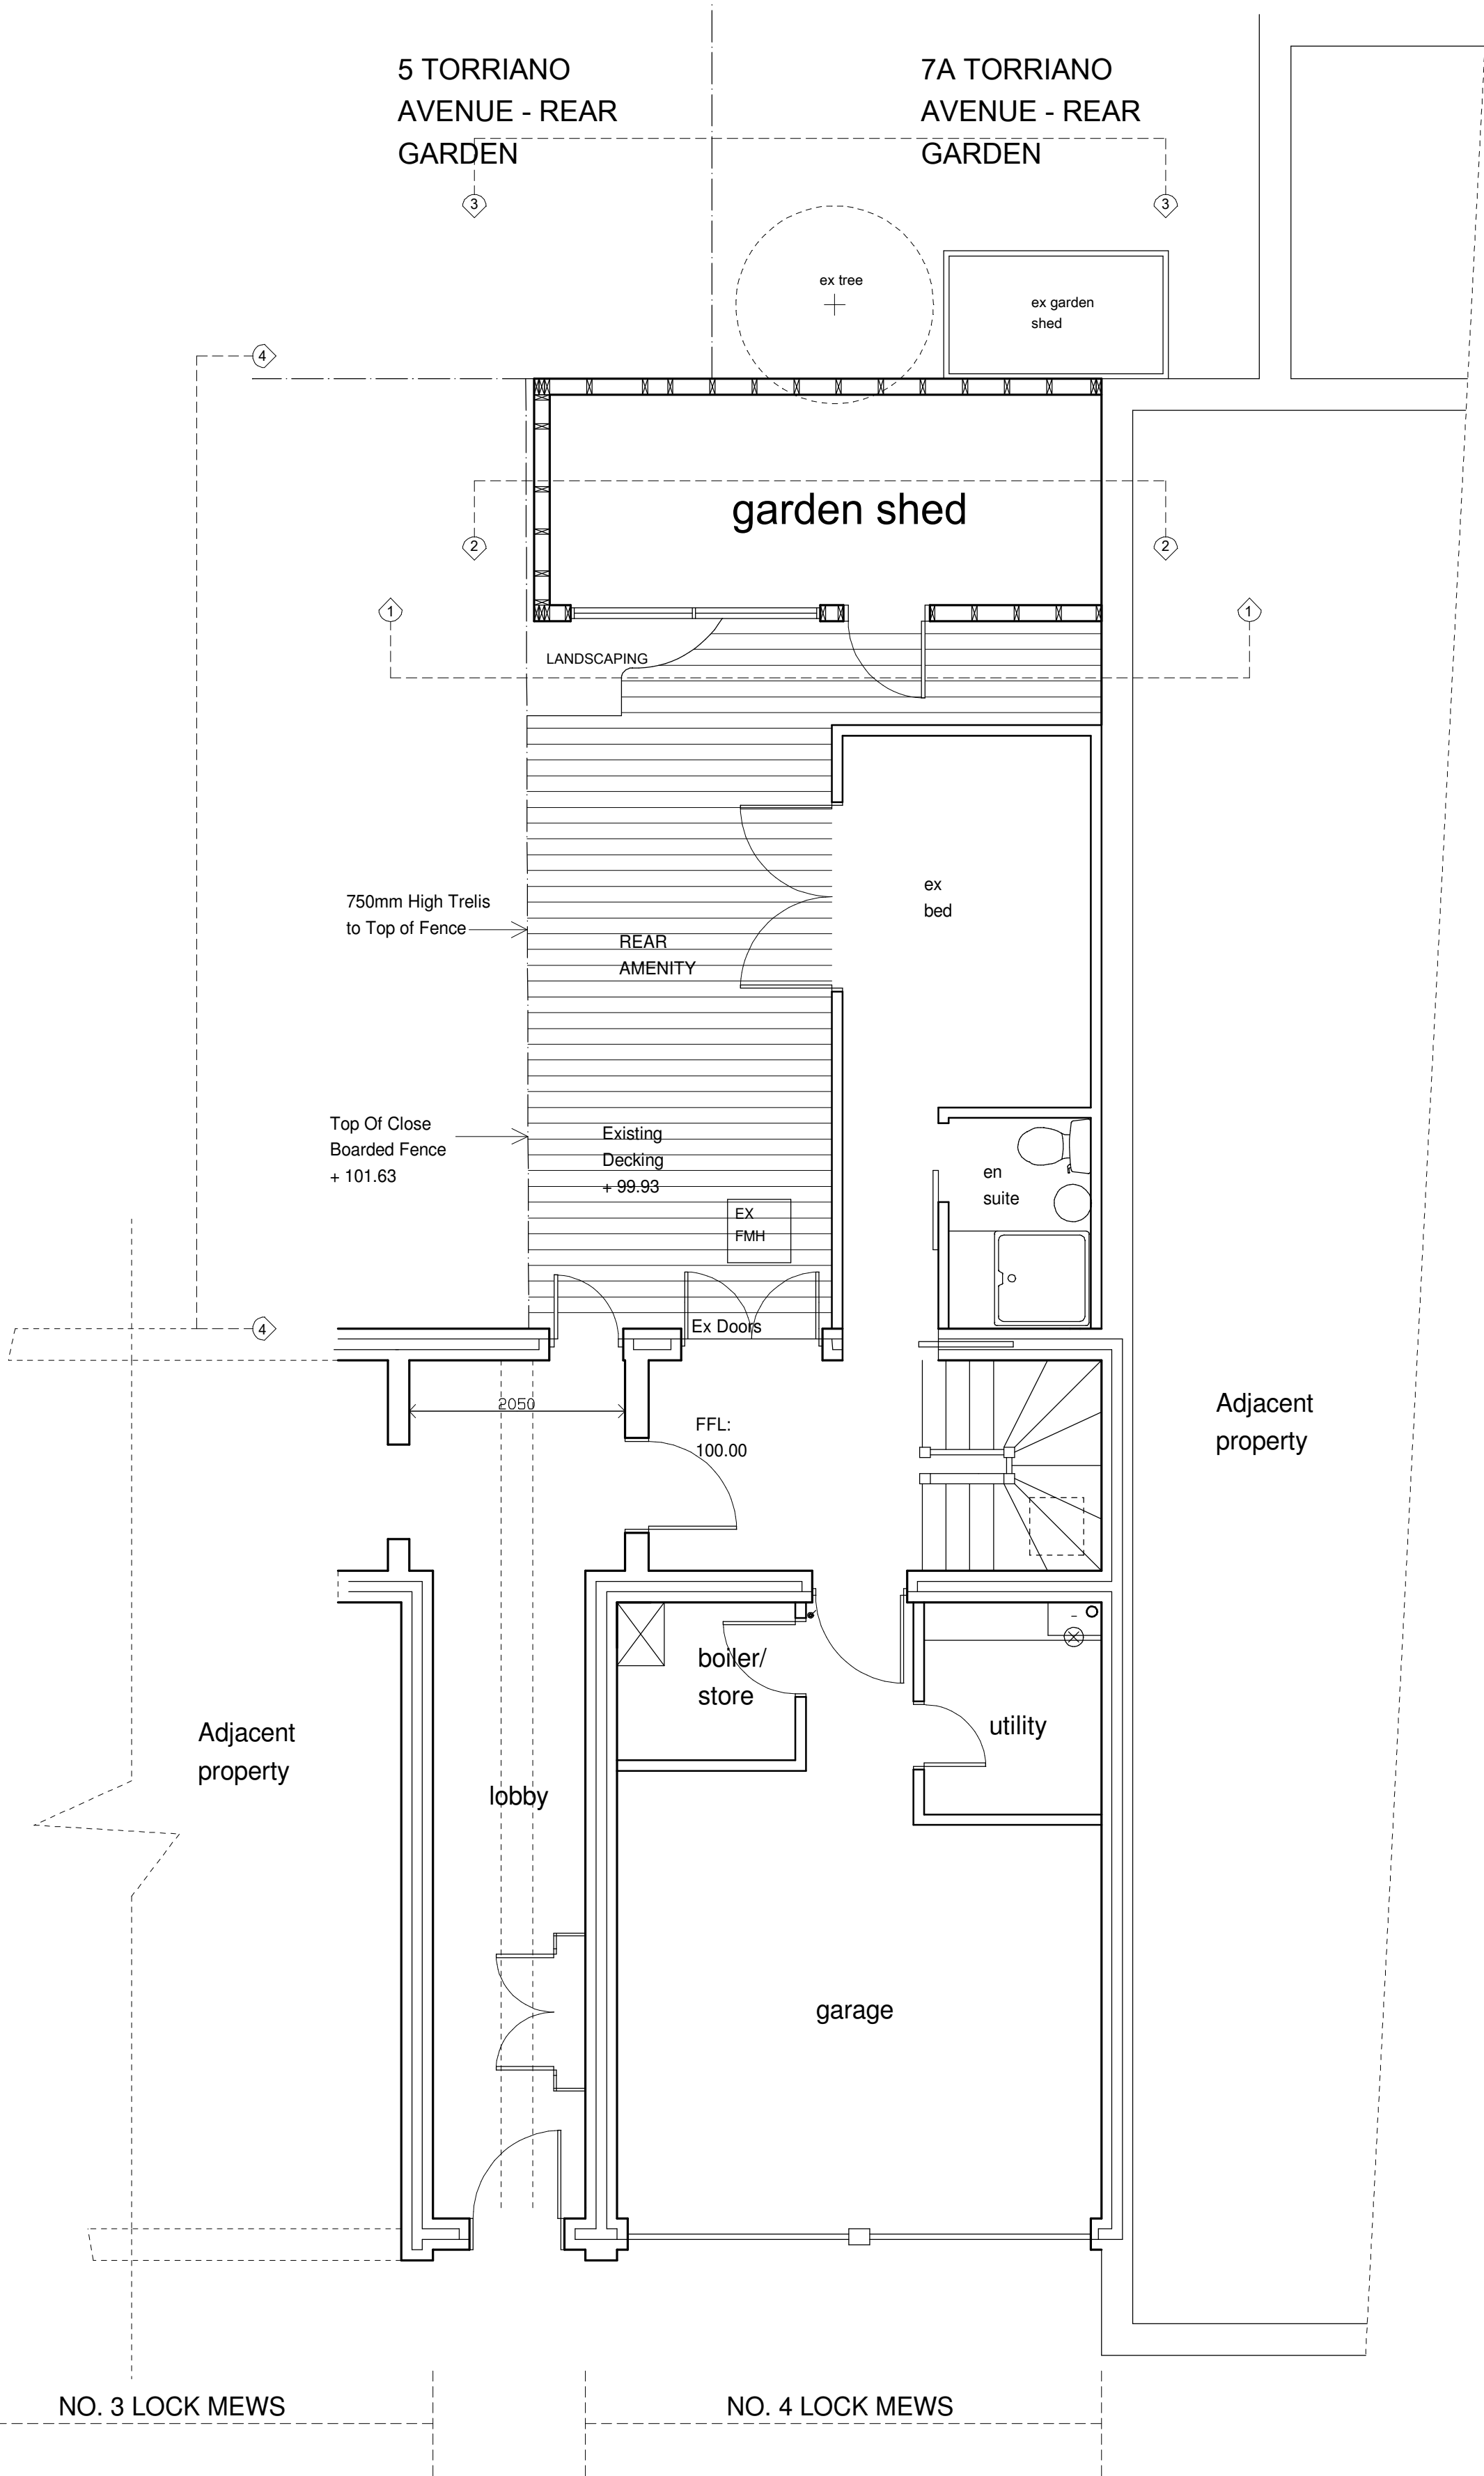 5 TORRIANO
AVENUE - REAR
GARDEN
7A TORRIANO
AVENUE - REAR
GARDEN
3
3
ex tree
ex garden
shed
4
garden shed
2
2
1
1
LANDSCAPING
ex
bed
750mm High Trelis
to Top of Fence
REAR
AMENITY
Top Of Close
Boarded Fence
+ 101.63
Existing
Decking
+ 99.93
en
suite
EX
FMH
4
Ex Doors
2050
FFL:
100.00
Adjacent
property
boiler/
store
utility
Adjacent
property
lobby
garage
NO. 3 LOCK MEWS
NO. 4 LOCK MEWS